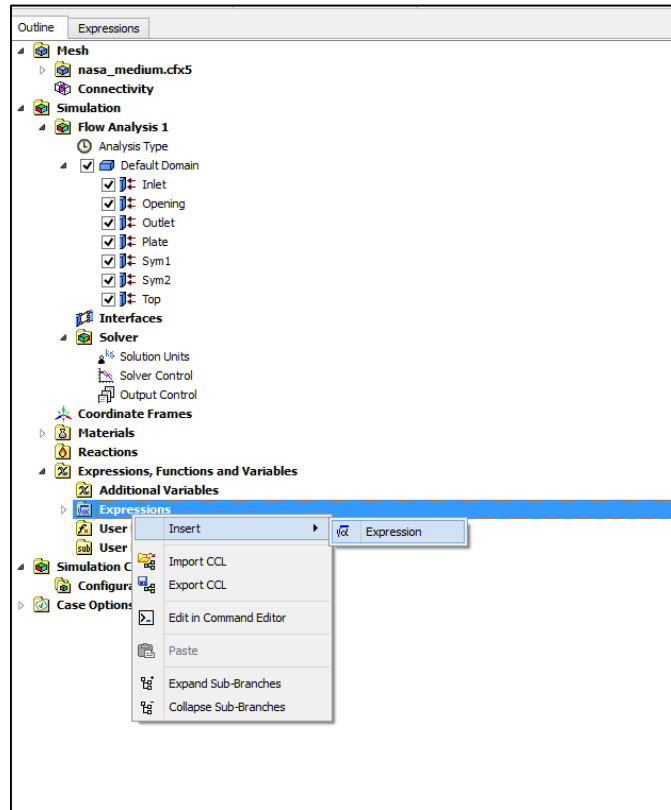 Outline Expressions
Mesh
nasa_medium.cfx5
Connectivity
Simulation
Flow Analysis 1
Analysis Type
Default Domain
Inlet
Opening
Outlet
Plate
Sym1
Sym2
Top
Interfaces
Solver
Solution Units
Solver Control
Output Control
Coordinate Frames
Materials
Reactions
Expressions, Functions and Variables
Additional Variables
Expressions
User
User
Simulation C
Configura
Case Options
Insert
Expression
Import CCL
Export CCL
Edit in Command Editor
Paste
Expand Sub-Branches
Collapse Sub-Branches